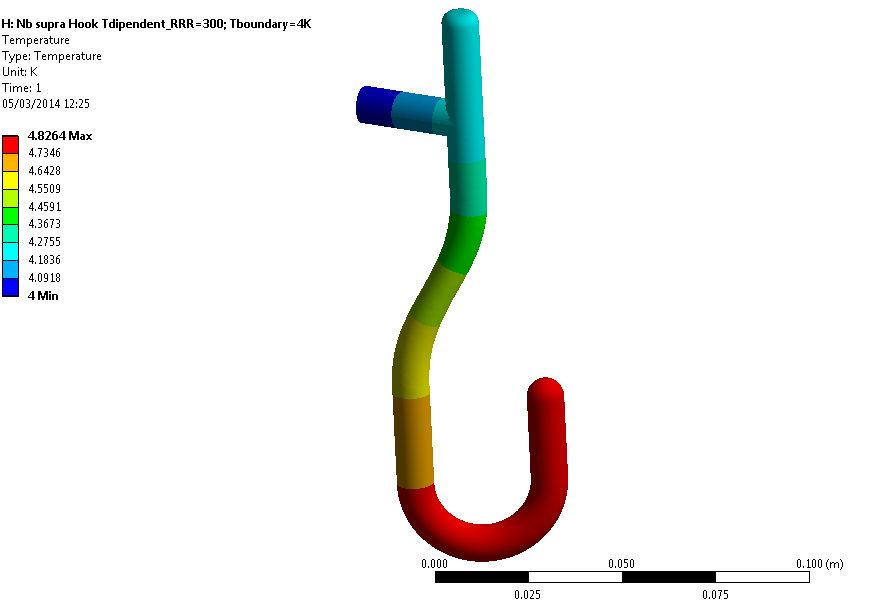 H: Nb supra Hook Tdipendent_RRR=300; Tboundary=4K
Temperature
Type: Temperature
Unit: K
Time: 1
05/03/2014 12:25
4.8264 Max
4.7346
4.6428
4.5509
4.4591
4.3673
4.2755
4.1836
4.0918
4 Min
0.000 0.050 0.100 (m)
0.025 0.075